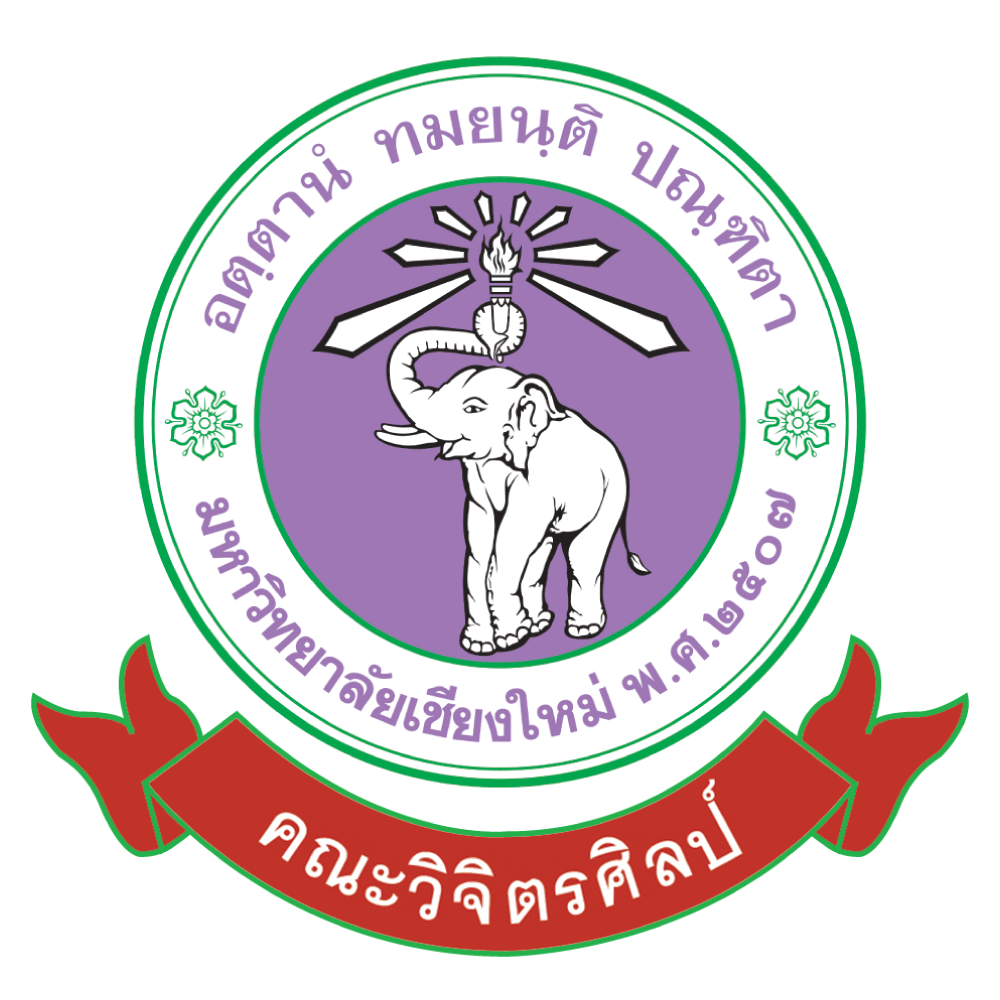 อตฺตานํ ทมยนฺติ ปณฺฑิตา
มหาวิทยาลัยเชียงใหม่ พ.ศ.๒๕๐๗
คณะวิจิตรศิลป์